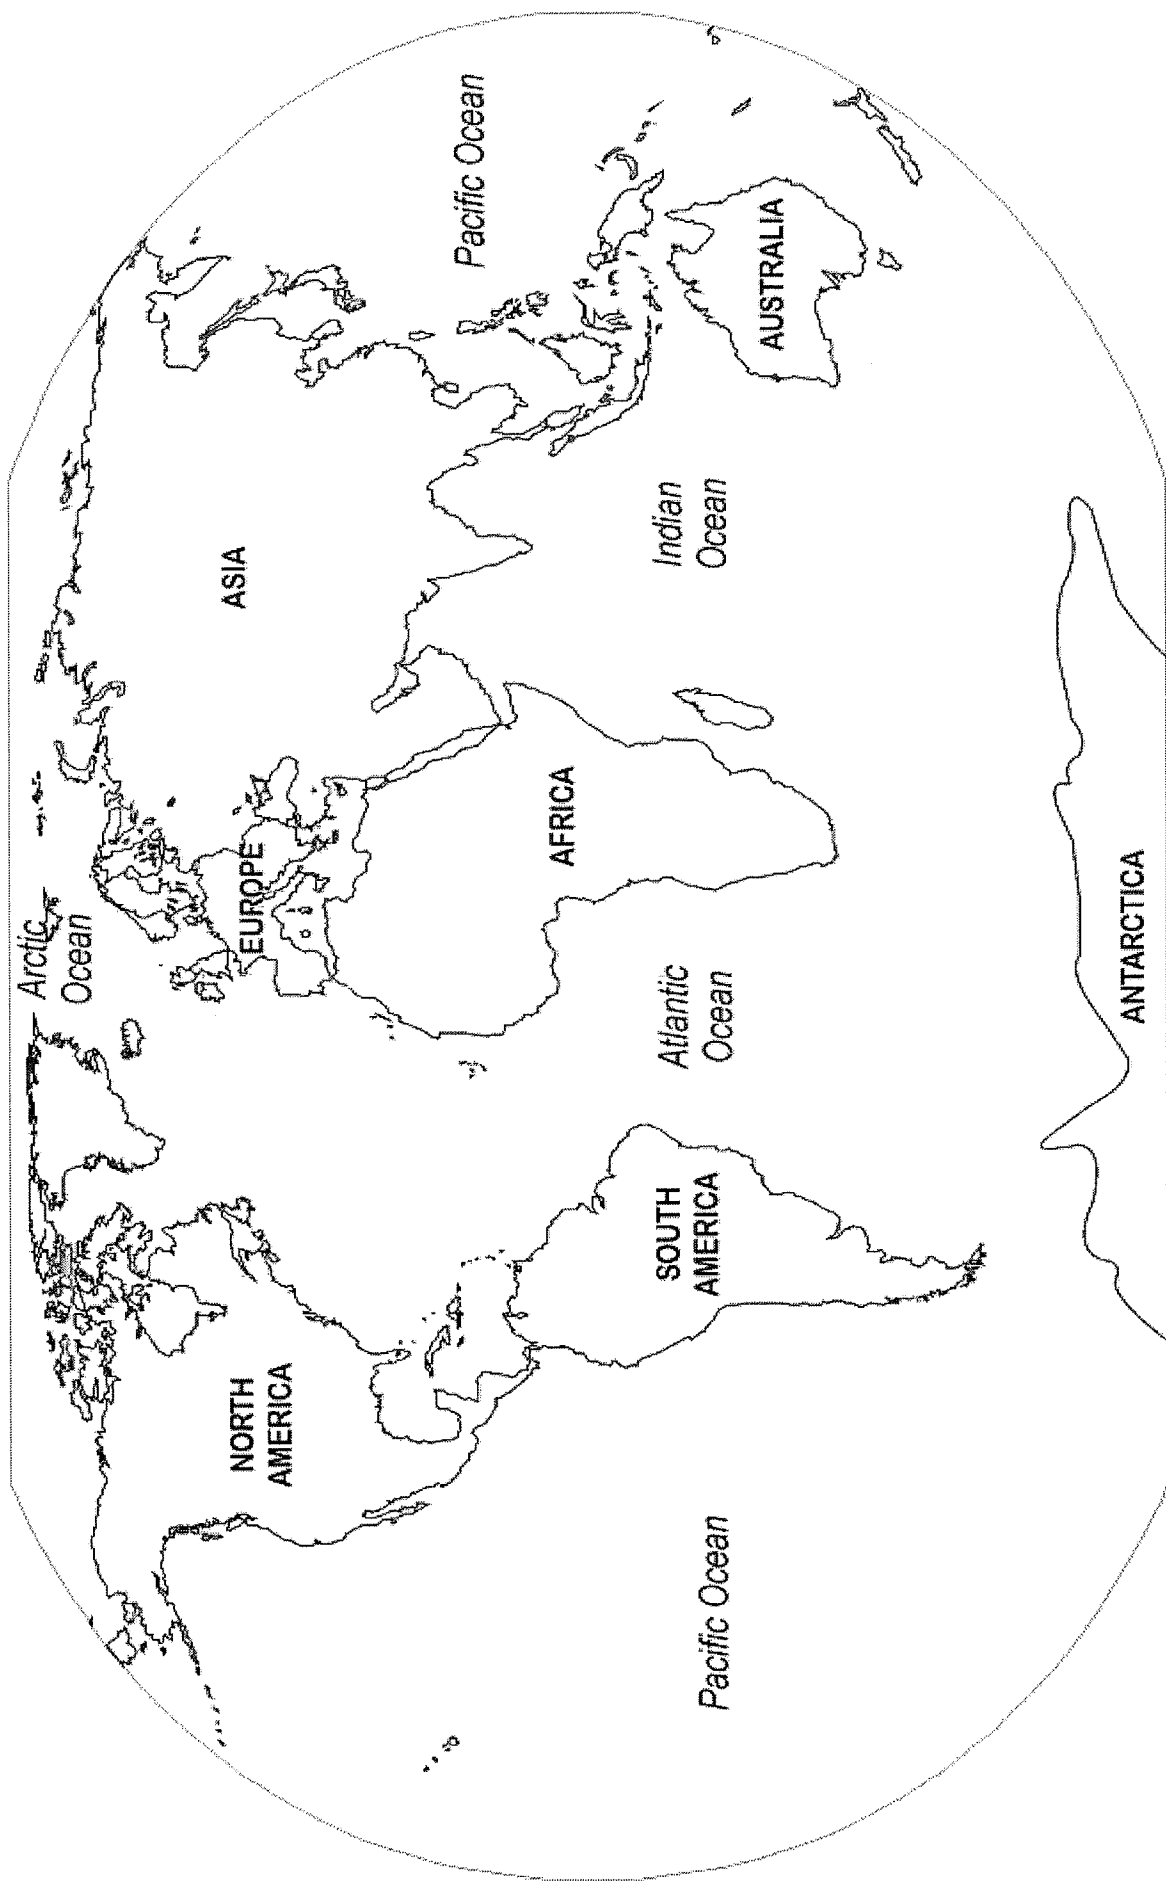 Arctic
Ocean
NORTH
AMERICA
EUROPE
ASIA
Pacific Ocean
AFRICA
Pacific Ocean
SOUTH
AMERICA
Atlantic
Ocean
Indian
Ocean
AUSTRALIA
ANTARCTICA